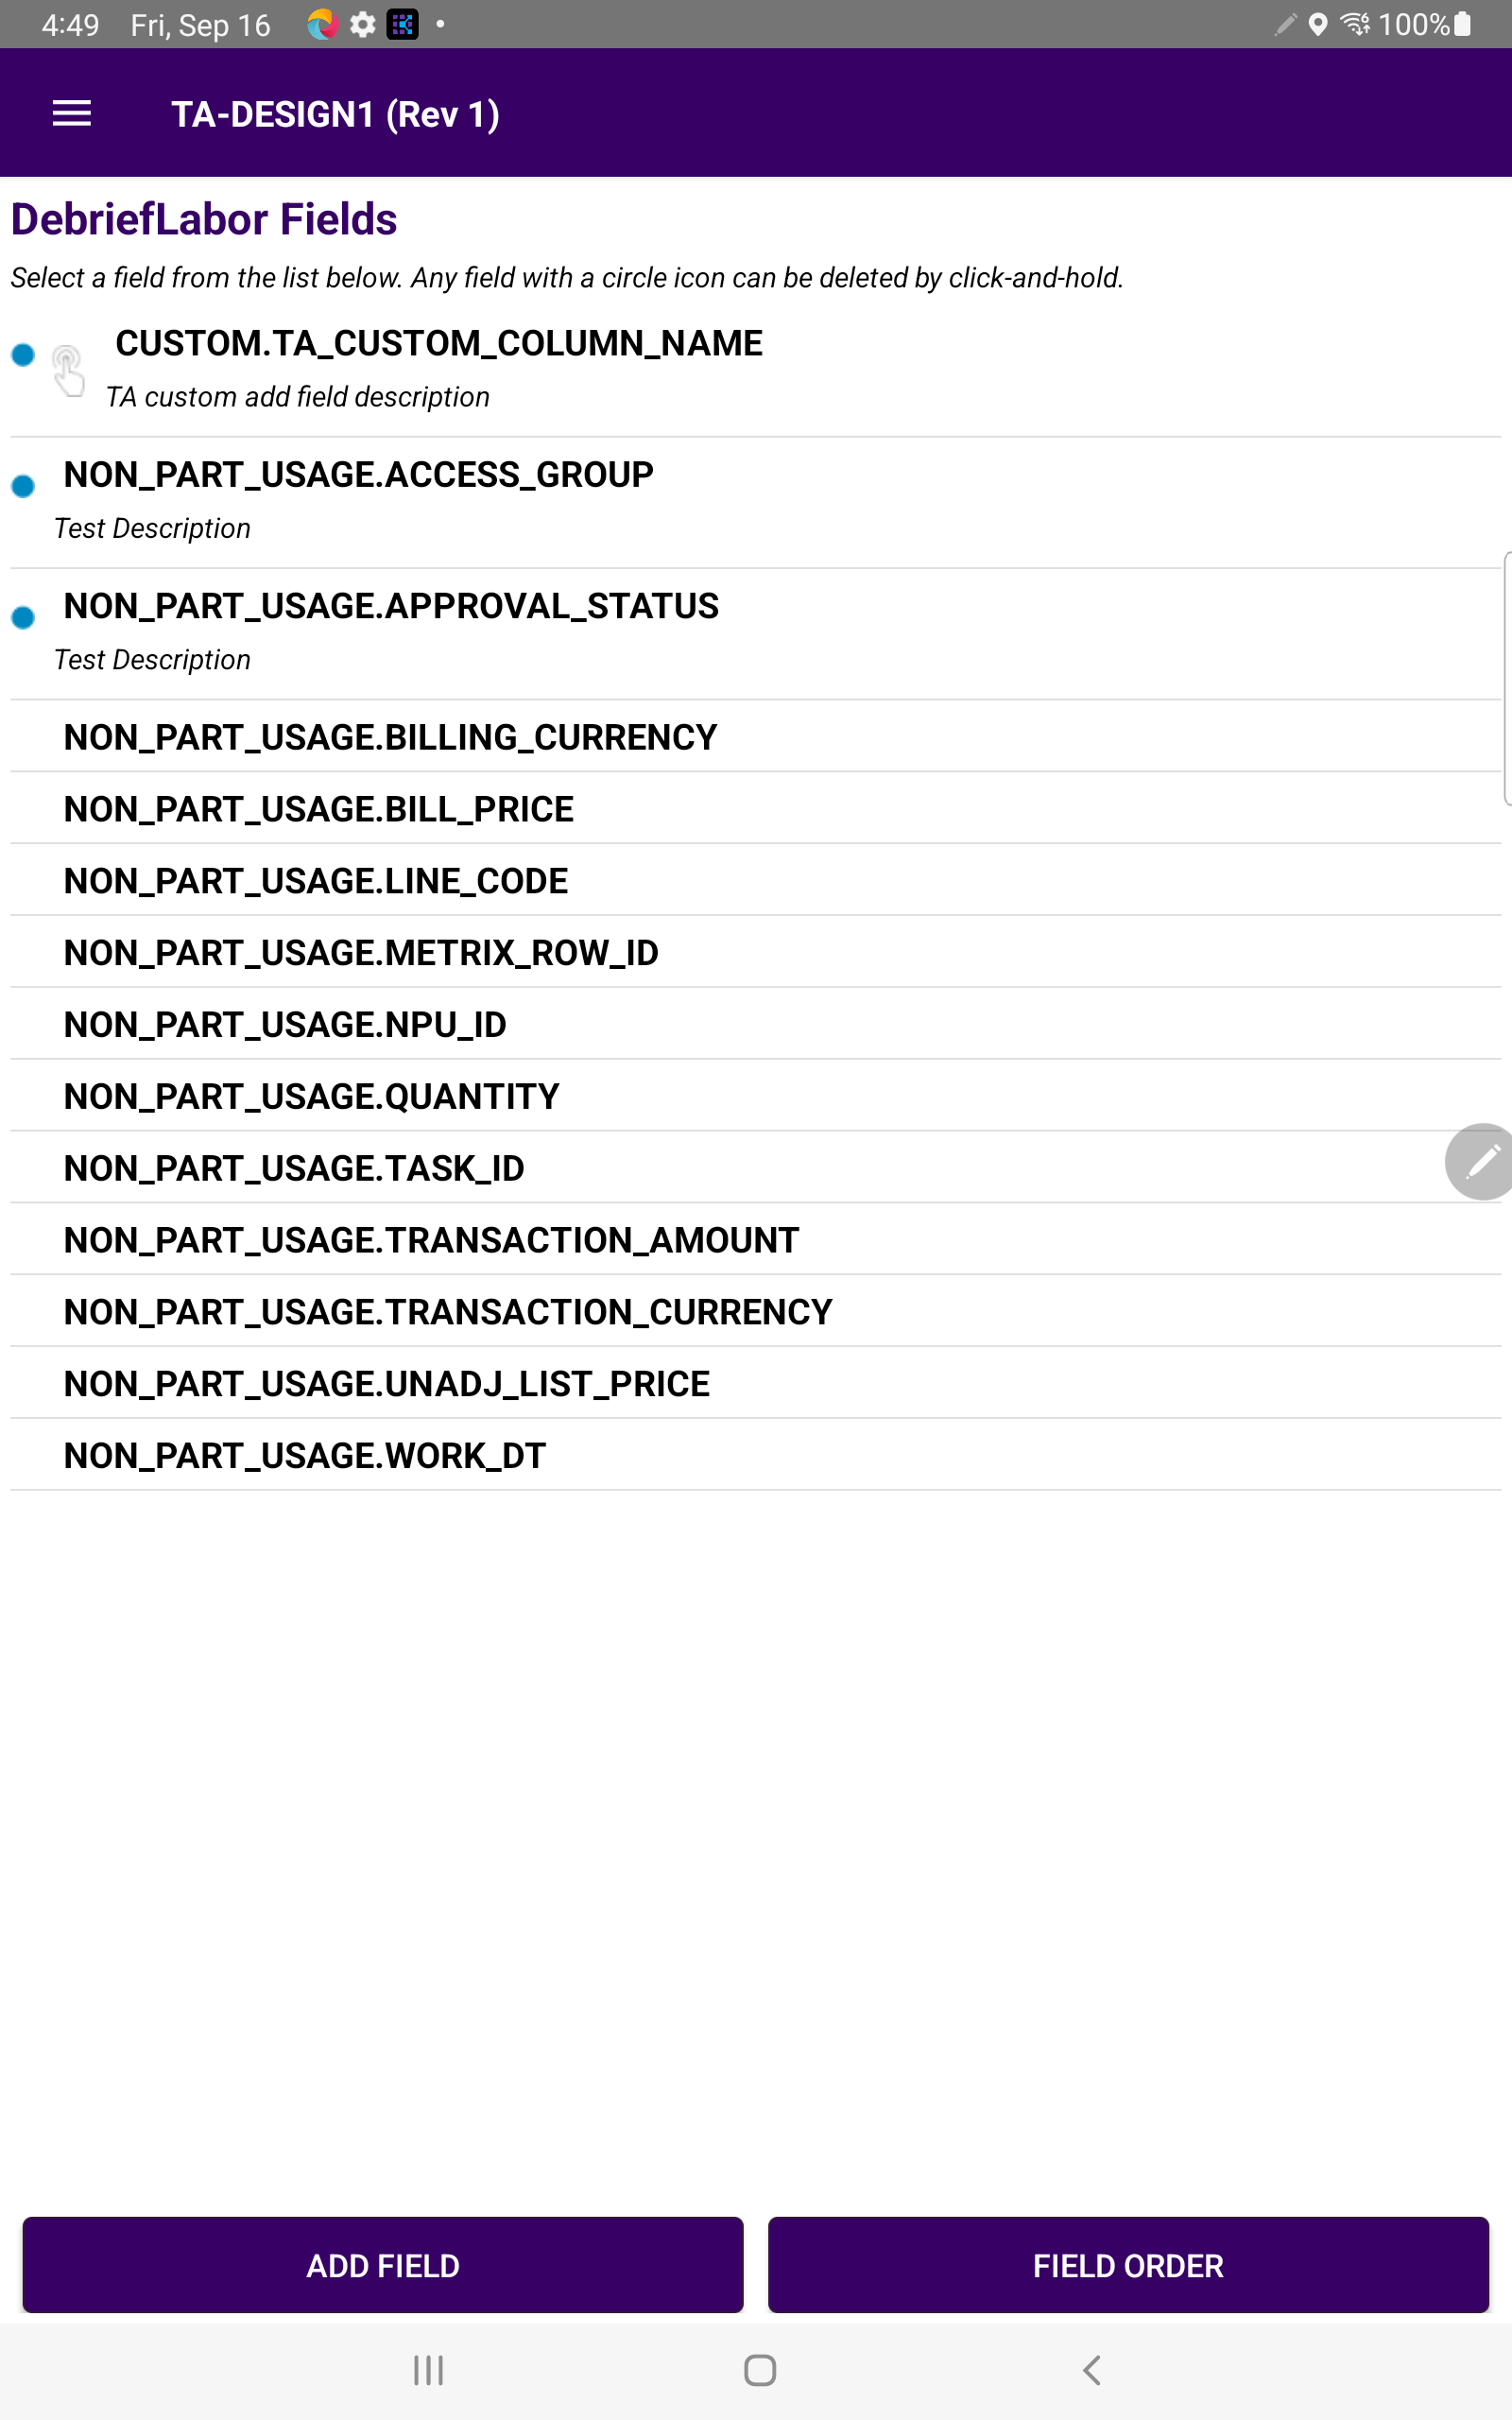 4:49 Fri, Sep 16 100%
TA-DESIGN1 (Rev 1)
DebriefLabor Fields
Select a field from the list below. Any field with a circle icon can be deleted by click-and-hold.
CUSTOM.TA_CUSTOM_COLUMN_NAME
TA custom add field description
NON_PART_USAGE.ACCESS_GROUP
Test Description
NON_PART_USAGE.APPROVAL_STATUS
Test Description
NON_PART_USAGE.BILLING_CURRENCY
NON_PART_USAGE.BILL_PRICE
NON_PART_USAGE.LINE_CODE
NON_PART_USAGE.METRIX_ROW_ID
NON_PART_USAGE.NPU_ID
NON_PART_USAGE.QUANTITY
NON_PART_USAGE.TASK_ID
NON_PART_USAGE.TRANSACTION_AMOUNT
NON_PART_USAGE.TRANSACTION_CURRENCY
NON_PART_USAGE.UNADJ_LIST_PRICE
NON_PART_USAGE.WORK_DT
ADD FIELD FIELD ORDER